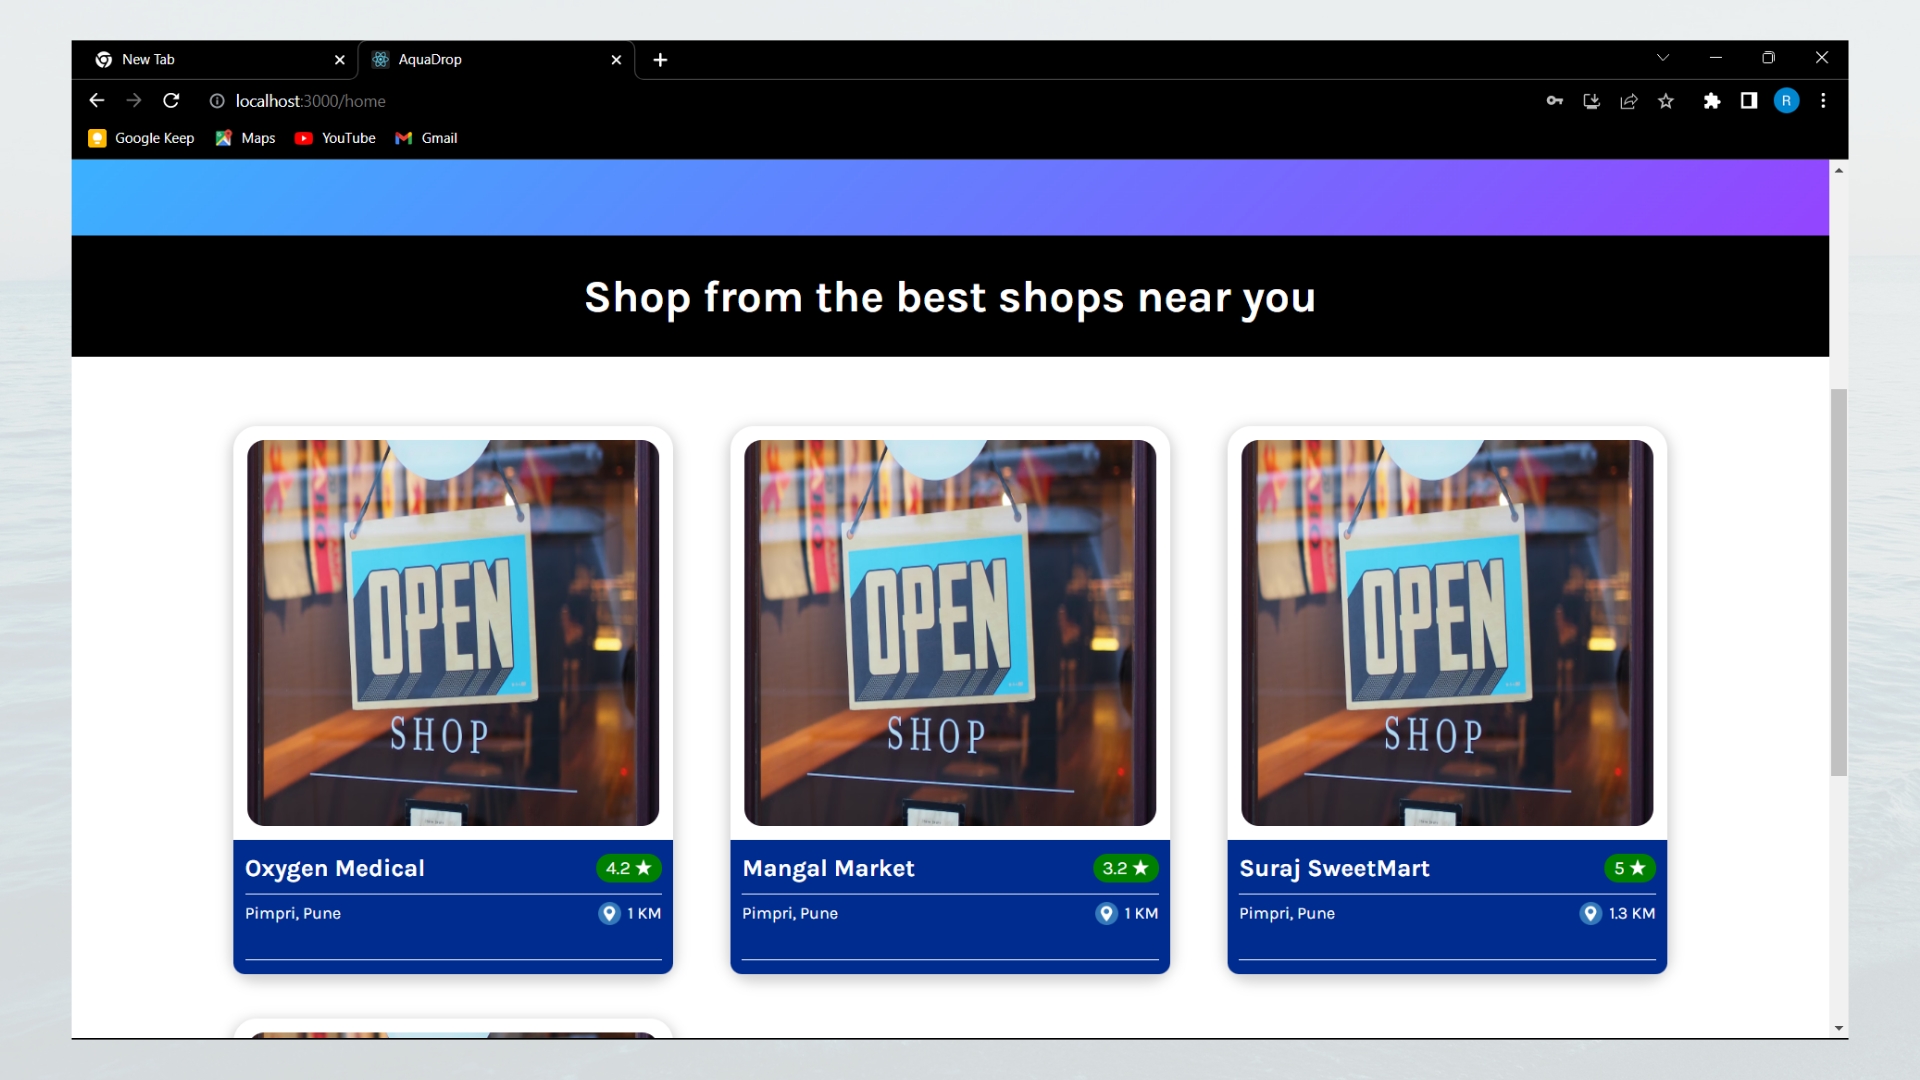 New Tab
AquaDrop
localhost:3000/home
R
Google Keep
Maps
YouTube
Gmail
Shop from the best shops near you
OPEN
SHOP
OPEN
SHOP
OPEN
SHOP
Oxygen Medical
4.2 ★
Pimpri, Pune
1 KM
Mangal Market
3.2 ★
Pimpri, Pune
1 KM
Suraj SweetMart
5 ★
Pimpri, Pune
1.3 KM